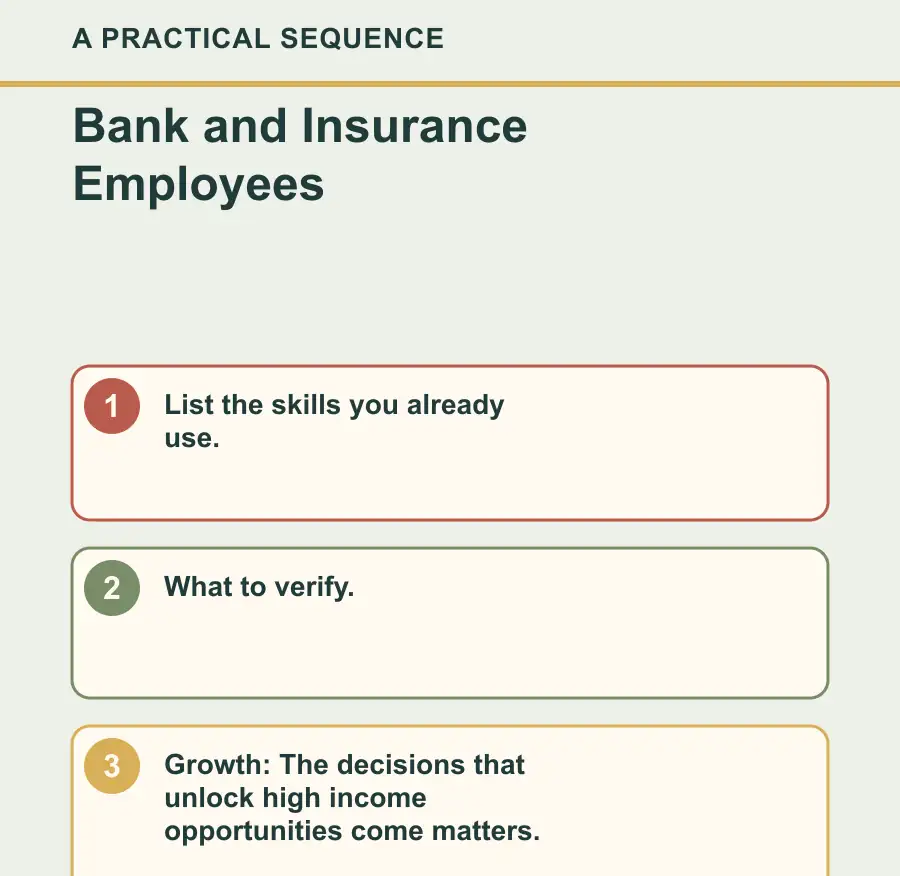 A PRACTICAL SEQUENCE
Bank and Insurance
Employees
1
List the skills you already
use.
2
What to verify.
3
Growth: The decisions that
unlock high income
opportunities come matters.